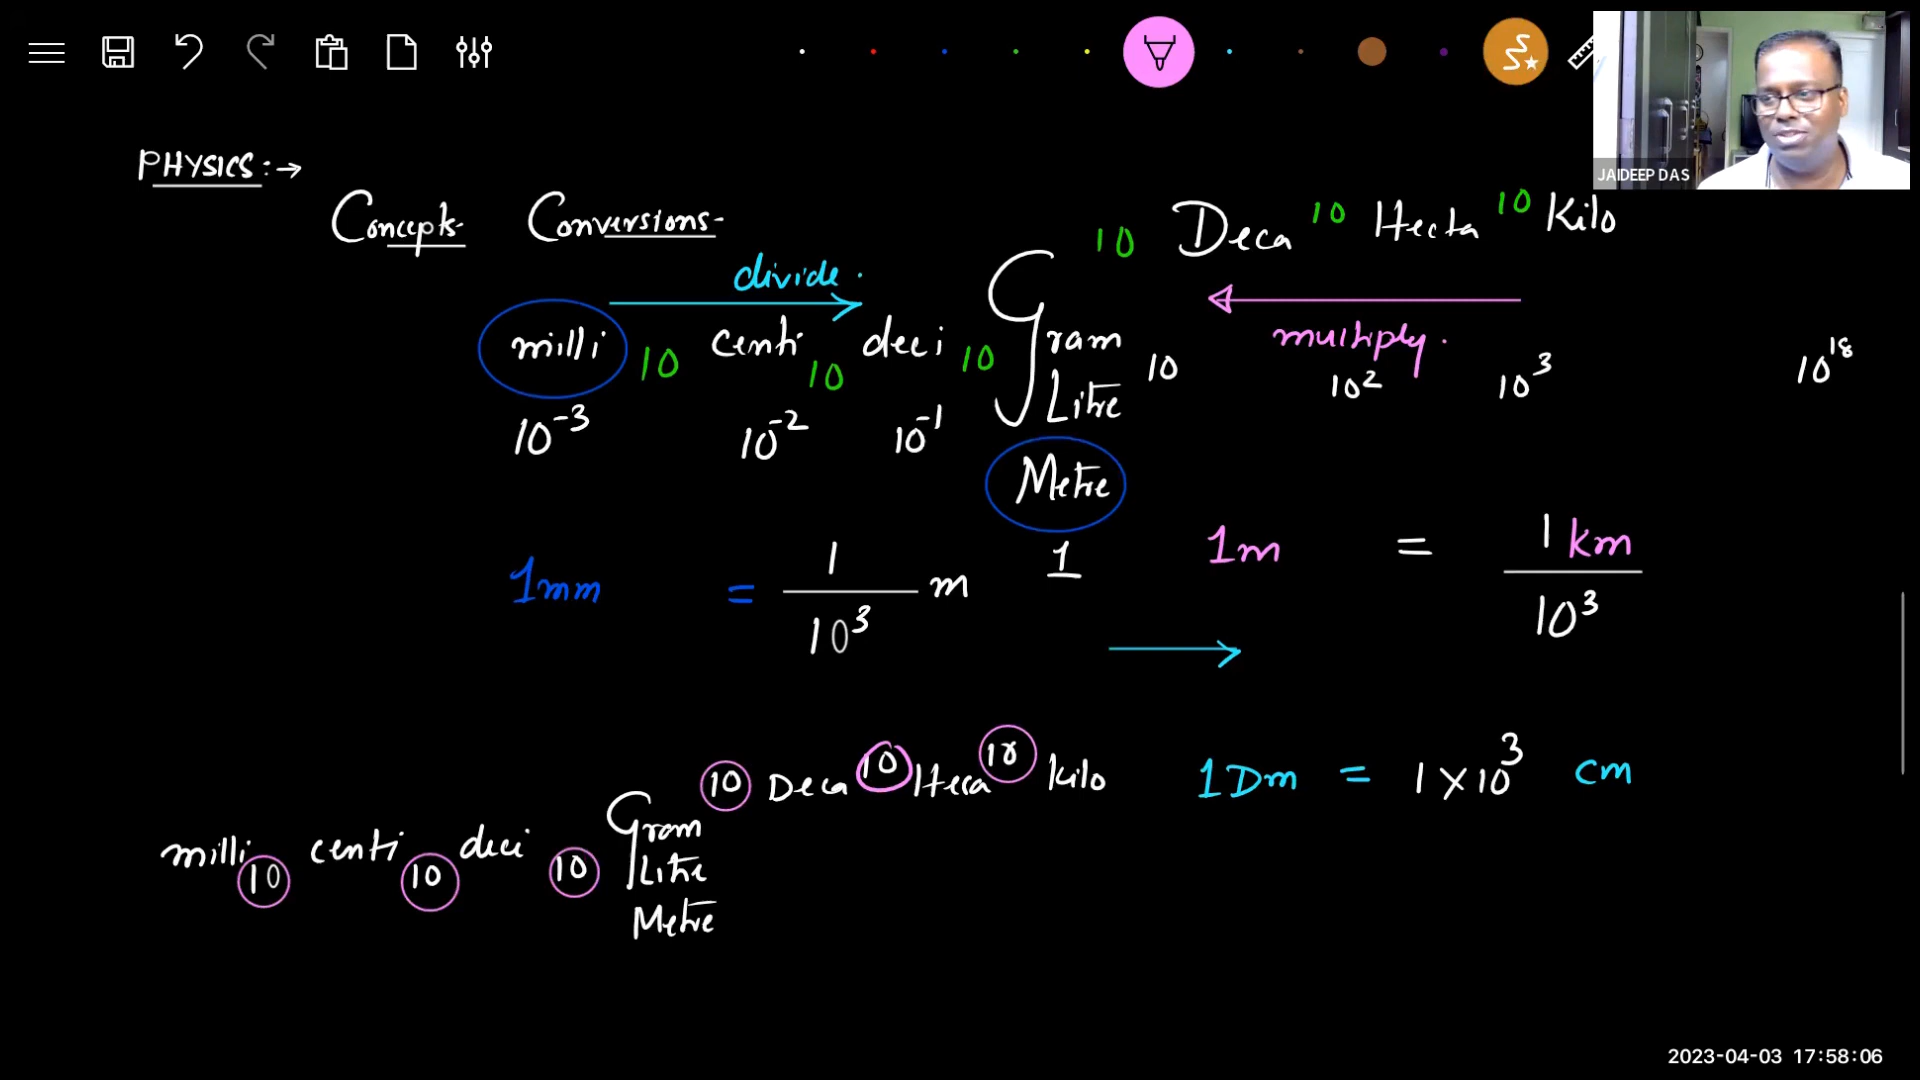 JAIDEEP DAS
PHYSICS:→
Concepts. Conversions-
10 Deca 10 Hecta 10 Kilo
divide.
milli 10 centi 10 deci 10 Gram
Litre
Metre
multiply.
10⁻³ 10⁻² 10⁻¹ 1 10 10² 10³ 10¹⁸
1mm = 1/10³ m
1m = 1 km/10³
→
milli 10 centi 10 deci 10 Gram 10 Deca 10 Heca 10 Kilo
Litre
Metre
1Dm = 1 × 10³ cm
2023-04-03 17:58:06